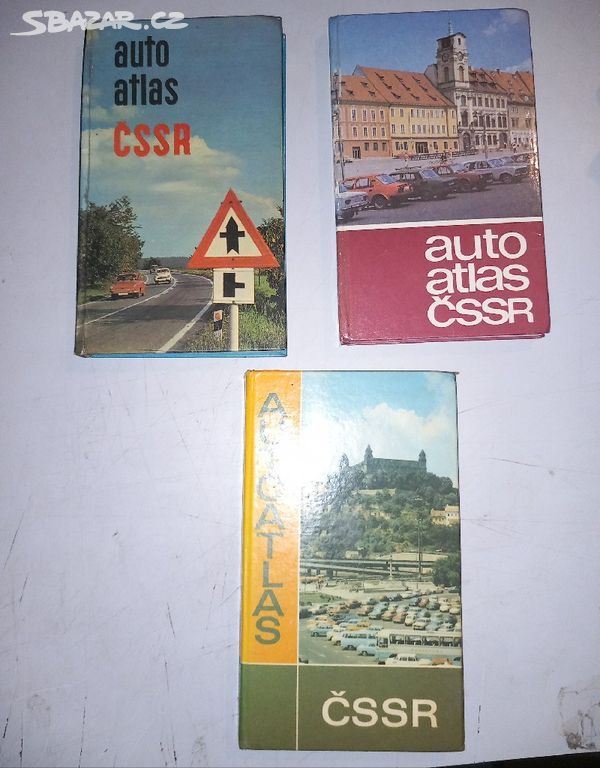 SBAZAR.CZ
auto
atlas
ČSSR
auto
atlas
ČSSR
AUTOATLAS
ČSSR